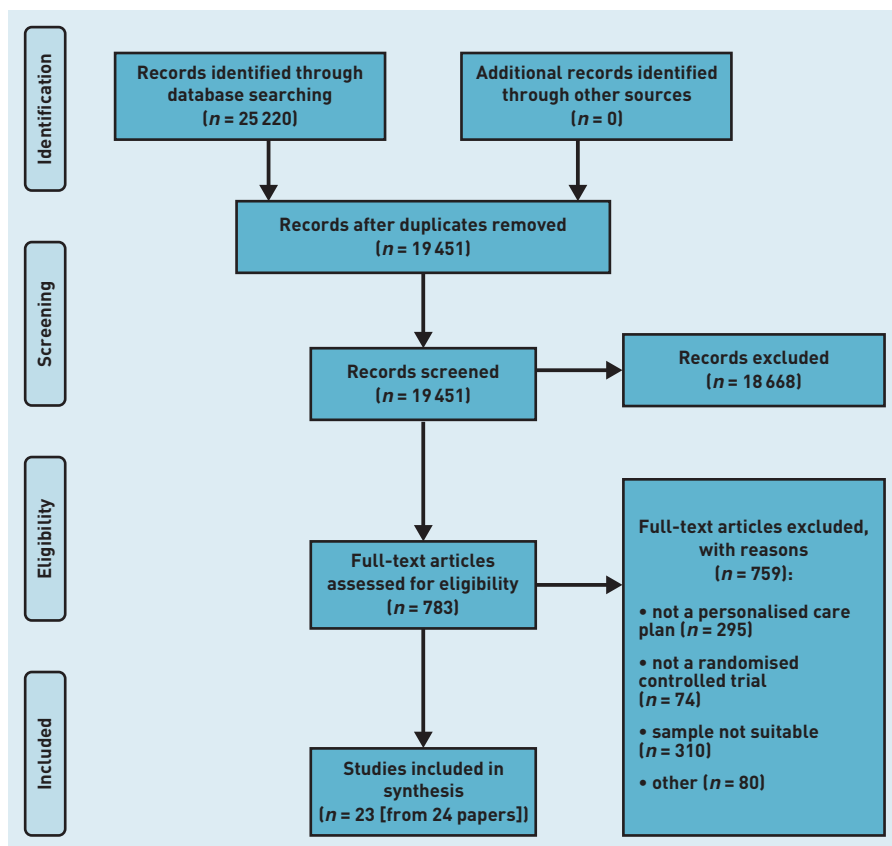 Identification
Records identified through
database searching
(n = 25 220)
Additional records identified
through other sources
(n = 0)
Records after duplicates removed
(n = 19 451)
Screening
Records screened
(n = 19 451)
Records excluded
(n = 18 668)
Eligibility
Full-text articles
assessed for eligibility
(n = 783)
Full-text articles excluded,
with reasons
(n = 759):
• not a personalised care
plan (n = 295)
• not a randomised
controlled trial
(n = 74)
• sample not suitable
(n = 310)
• other (n = 80)
Included
Studies included in
synthesis
(n = 23 [from 24 papers])